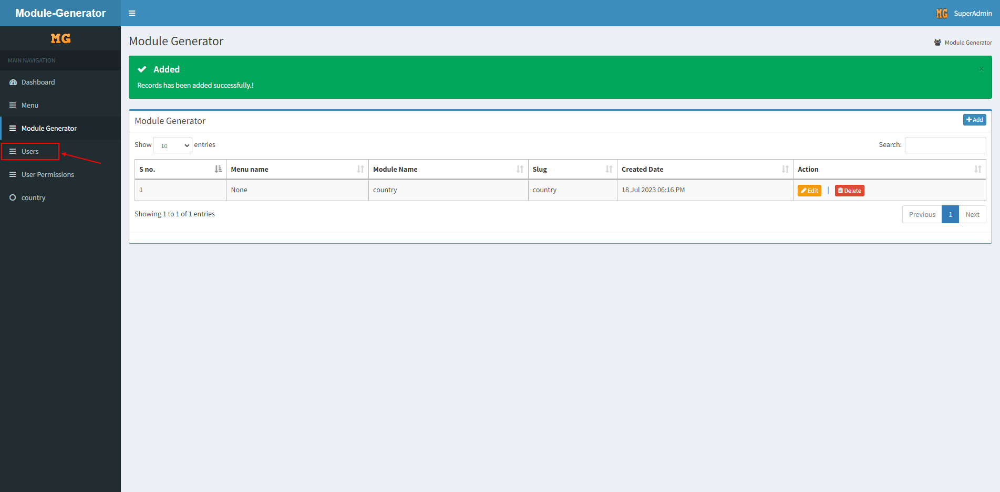 Module-Generator
MG SuperAdmin
MG
MAIN NAVIGATION
Dashboard
Menu
Module Generator
Users
User Permissions
country
Module Generator
Module Generator
Added
×
Records has been added successfully.!
Module Generator
Add
Show 10 entries
Search:
S no. Menu name Module Name Slug Created Date Action
1 None country country 18 Jul 2023 06:16 PM Edit | Delete
Showing 1 to 1 of 1 entries
Previous 1 Next